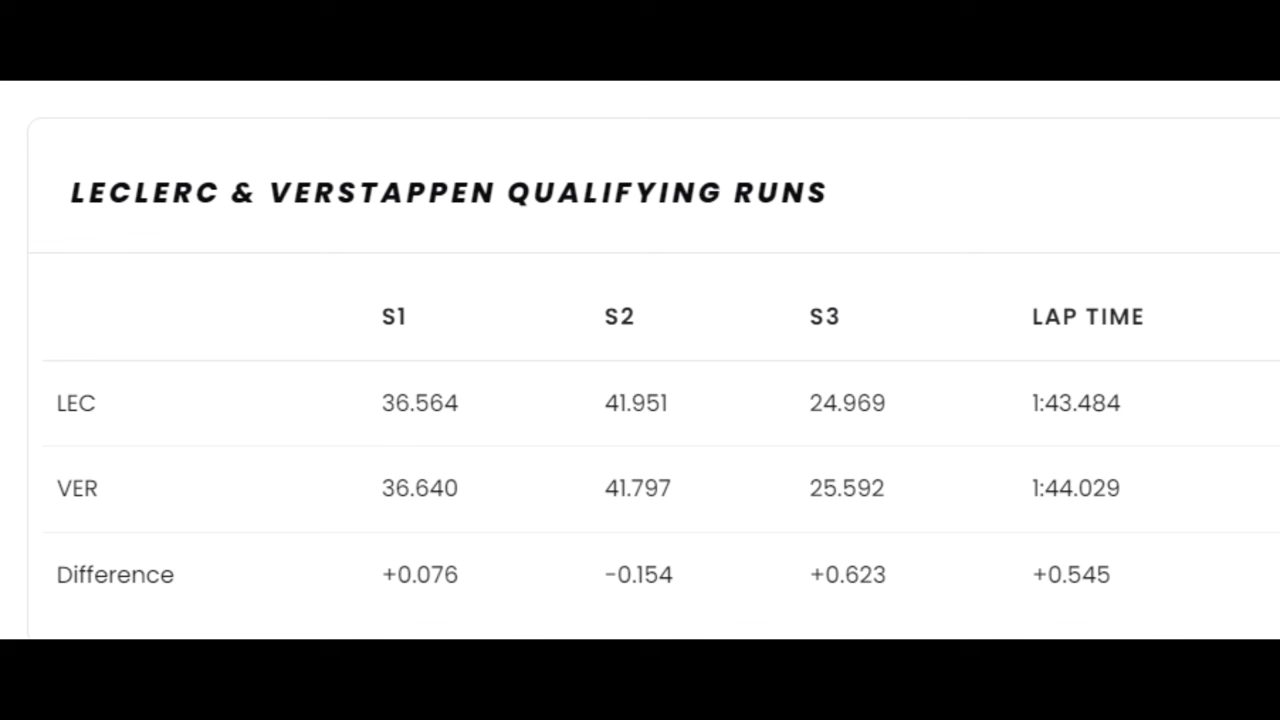 LECLERC & VERSTAPPEN QUALIFYING RUNS
S1 S2 S3 LAP TIME
LEC 36.564 41.951 24.969 1:43.484
VER 36.640 41.797 25.592 1:44.029
Difference +0.076 -0.154 +0.623 +0.545